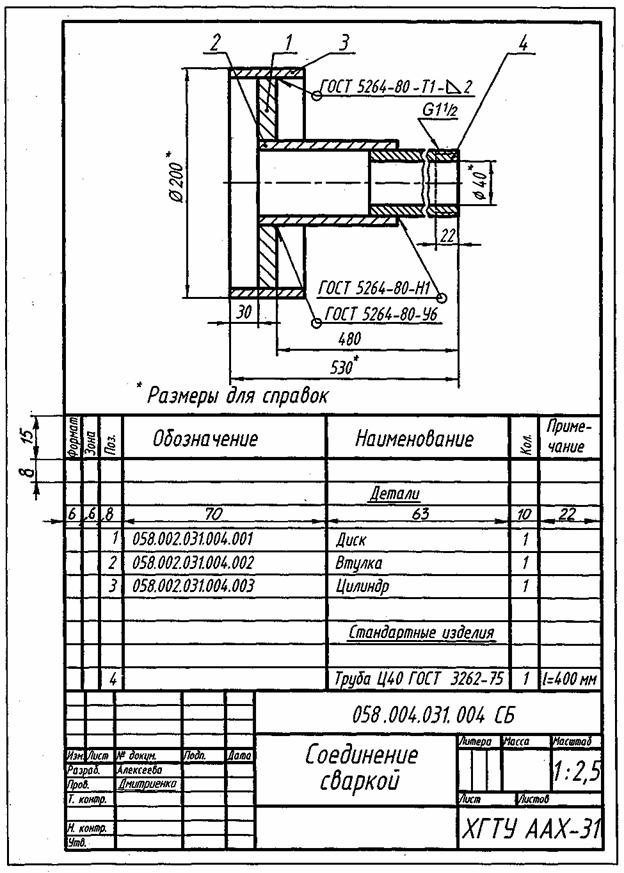 2 1 3 4
ГОСТ 5264-80-Т1-◺2
G1½
⌀200*
⌀40*
22
ГОСТ 5264-80-Н1
30
ГОСТ 5264-80-У6
480
530*
* Размеры для справок
15
8
Формат Зона Поз. Обозначение Наименование Кол. Приме-
чание
Детали
6 6 8 70 63 10 22
1 058.002.031.004.001 Диск 1
2 058.002.031.004.002 Втулка 1
3 058.002.031.004.003 Цилиндр 1
Стандартные изделия
4 Труба Ц40 ГОСТ 3262-75 1 l=400 мм
058.004.031.004 СБ
Соединение
сваркой
Литера Масса Масштаб
1:2,5
Изм. Лист № докум. Подп. Дата
Разраб. Алексеева
Пров. Дмитриенко
Т. контр.
Лист Листов
Н. контр.
Утв.
ХГТУ ААХ-31